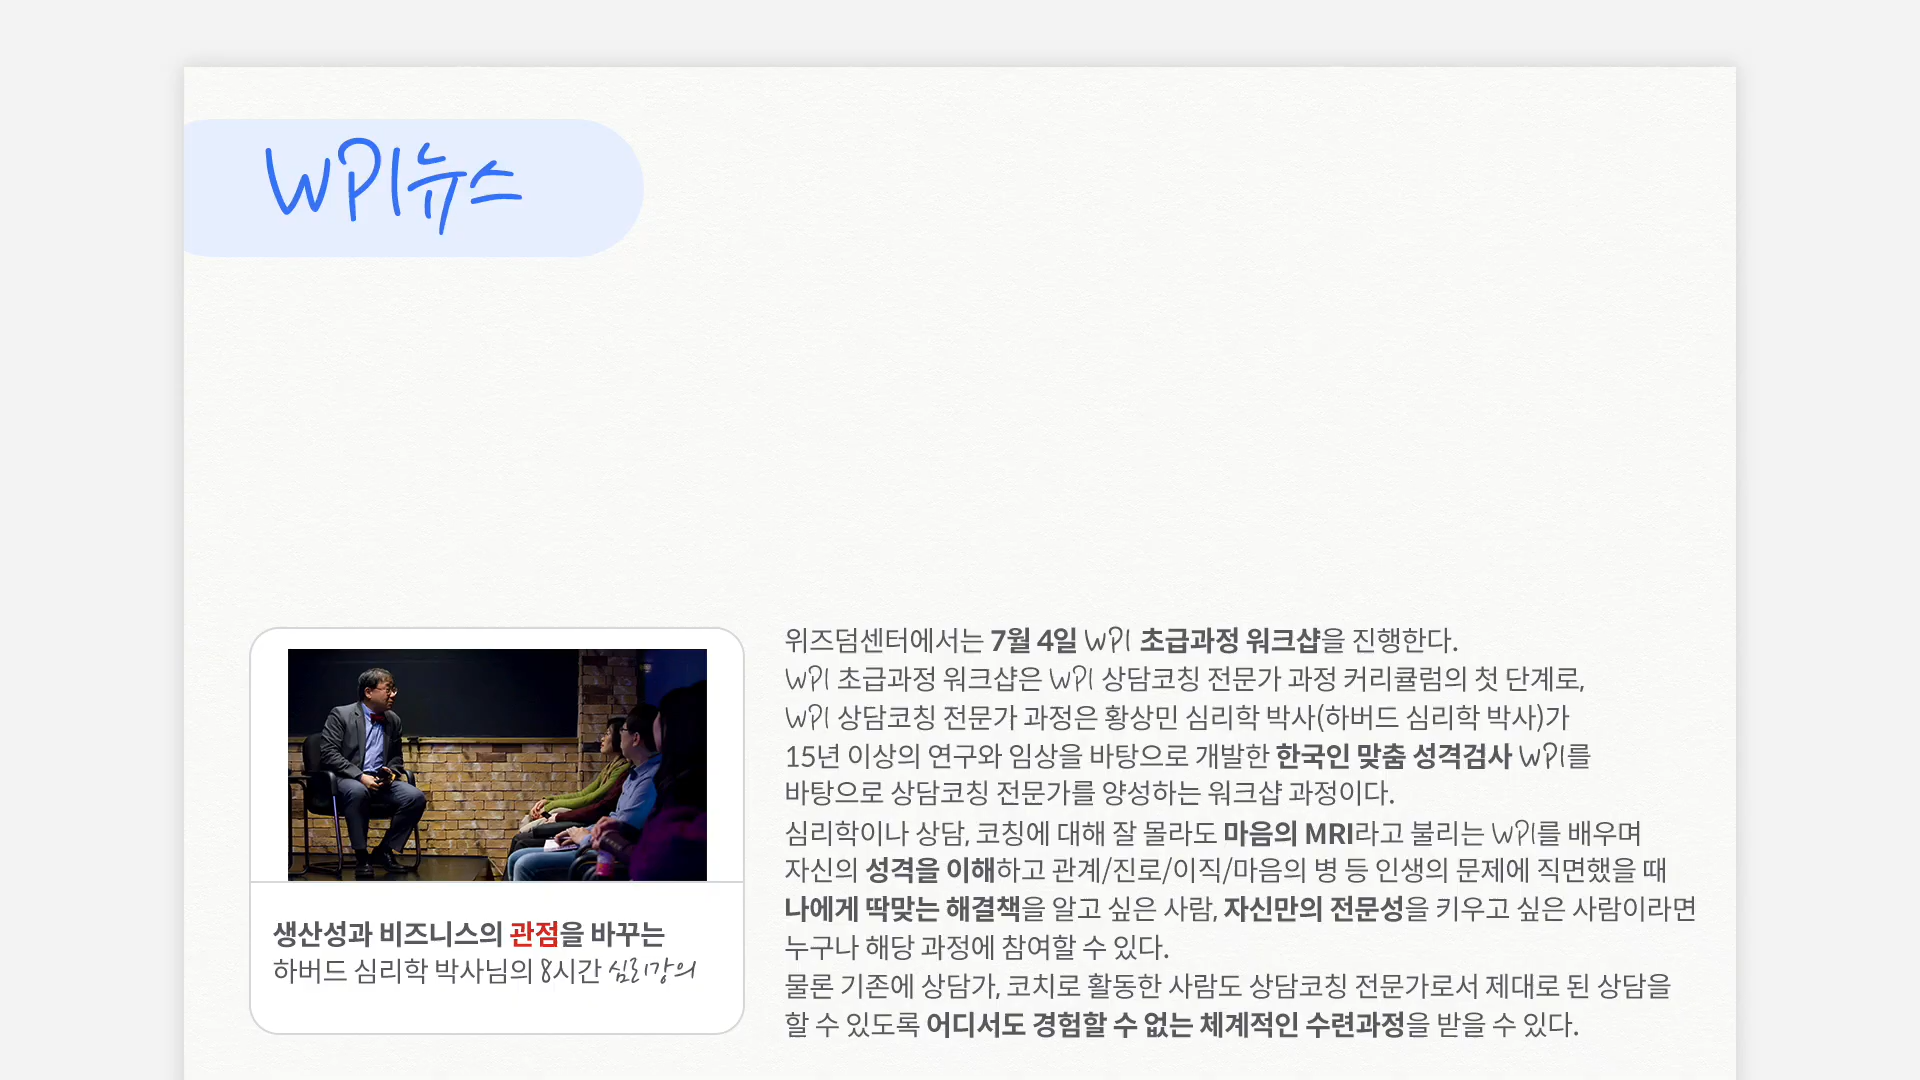 WPI뉴스
생산성과 비즈니스의 관점을 바꾸는
하버드 심리학 박사님의 8시간 심리강의
위즈덤센터에서는 7월 4일 WPI 초급과정 워크샵을 진행한다.
WPI 초급과정 워크샵은 WPI 상담코칭 전문가 과정 커리큘럼의 첫 단계로,
WPI 상담코칭 전문가 과정은 황상민 심리학 박사(하버드 심리학 박사)가
15년 이상의 연구와 임상을 바탕으로 개발한 한국인 맞춤 성격검사 WPI를
바탕으로 상담코칭 전문가를 양성하는 워크샵 과정이다.
심리학이나 상담, 코칭에 대해 잘 몰라도 마음의 MRI라고 불리는 WPI를 배우며
자신의 성격을 이해하고 관계/진로/이직/마음의 병 등 인생의 문제에 직면했을 때
나에게 딱맞는 해결책을 알고 싶은 사람, 자신만의 전문성을 키우고 싶은 사람이라면
누구나 해당 과정에 참여할 수 있다.
물론 기존에 상담가, 코치로 활동한 사람도 상담코칭 전문가로서 제대로 된 상담을
할 수 있도록 어디서도 경험할 수 없는 체계적인 수련과정을 받을 수 있다.